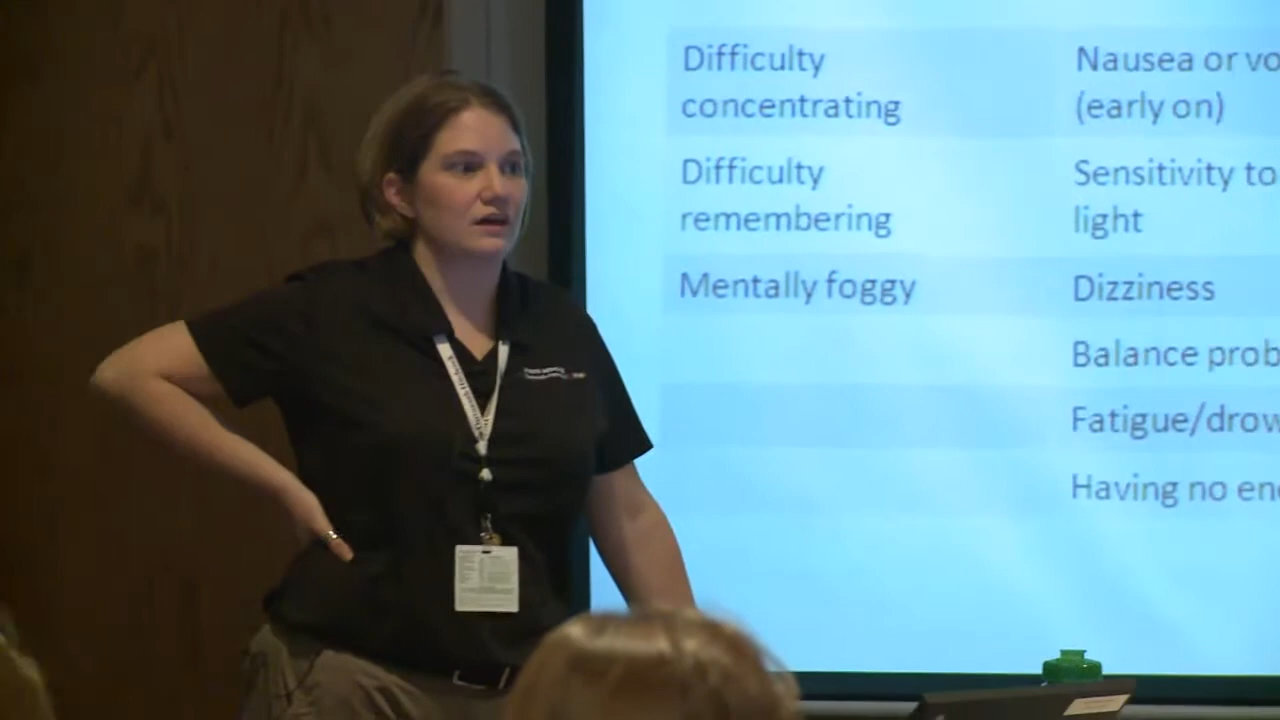 Difficulty
concentrating
Nausea or vo
(early on)
Difficulty
remembering
Sensitivity to
light
Mentally foggy
Dizziness
Balance prob
Fatigue/drow
Having no ene